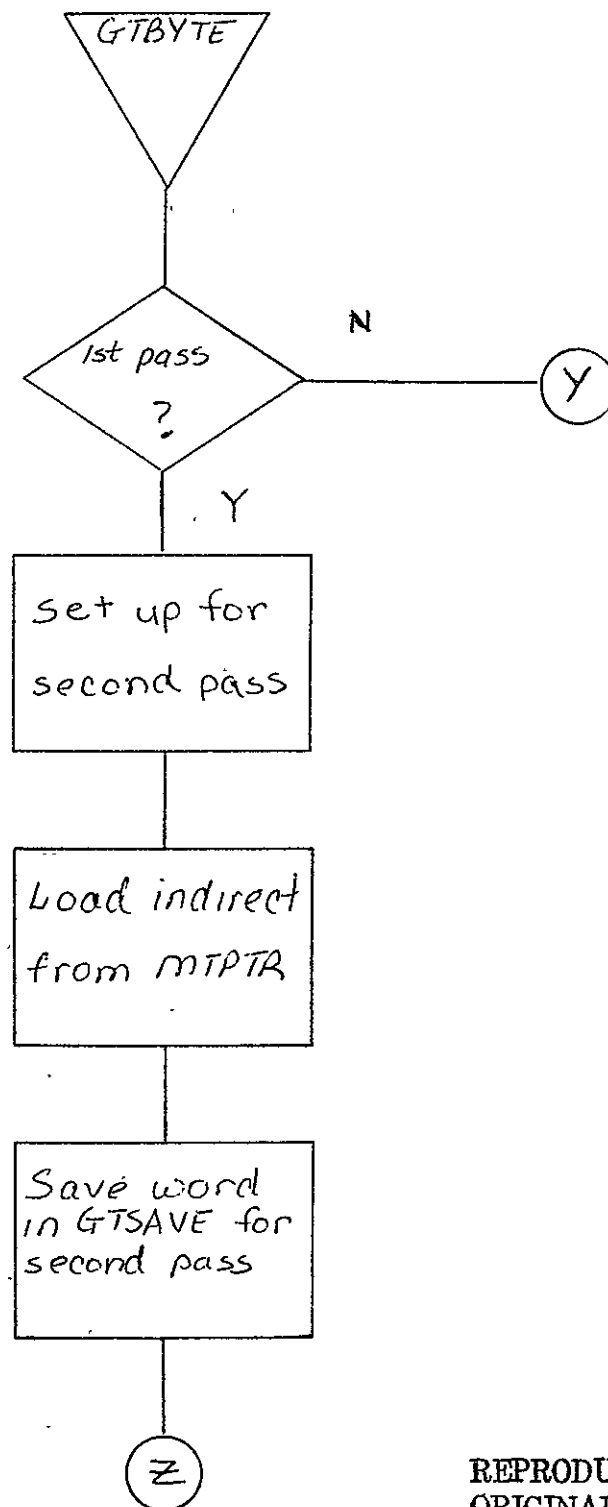 GTBYTE
1st pass
?
N
Y
Y
Set up for
second pass
Load indirect
from MTPTR
Save word
in GTSAVE for
second pass
Z
REPRODU
ORIGINAL